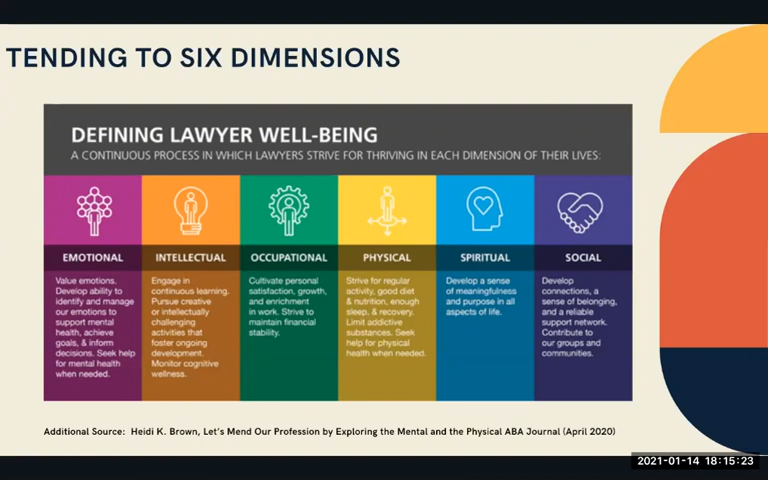 TENDING TO SIX DIMENSIONS
DEFINING LAWYER WELL-BEING
A CONTINUOUS PROCESS IN WHICH LAWYERS STRIVE FOR THRIVING IN EACH DIMENSION OF THEIR LIVES:
EMOTIONAL
Value emotions.
Develop ability to
identify and manage
our emotions to
support mental
health, achieve
goals, & inform
decisions. Seek help
for mental health
when needed.
INTELLECTUAL
Engage in
continuous learning.
Pursue creative
or intellectually
challenging
activities that
foster ongoing
development.
Monitor cognitive
wellness.
OCCUPATIONAL
Cultivate personal
satisfaction, growth,
and enrichment
in work. Strive to
maintain financial
stability.
PHYSICAL
Strive for regular
activity, good diet
& nutrition, enough
sleep, & recovery.
Limit addictive
substances. Seek
help for physical
health when needed.
SPIRITUAL
Develop a sense
of meaningfulness
and purpose in all
aspects of life.
SOCIAL
Develop
connections, a
sense of belonging,
and a reliable
support network.
Contribute to
our groups and
communities.
Additional Source: Heidi K. Brown, Let's Mend Our Profession by Exploring the Mental and the Physical ABA Journal (April 2020)
2021-01-14 18:15:23